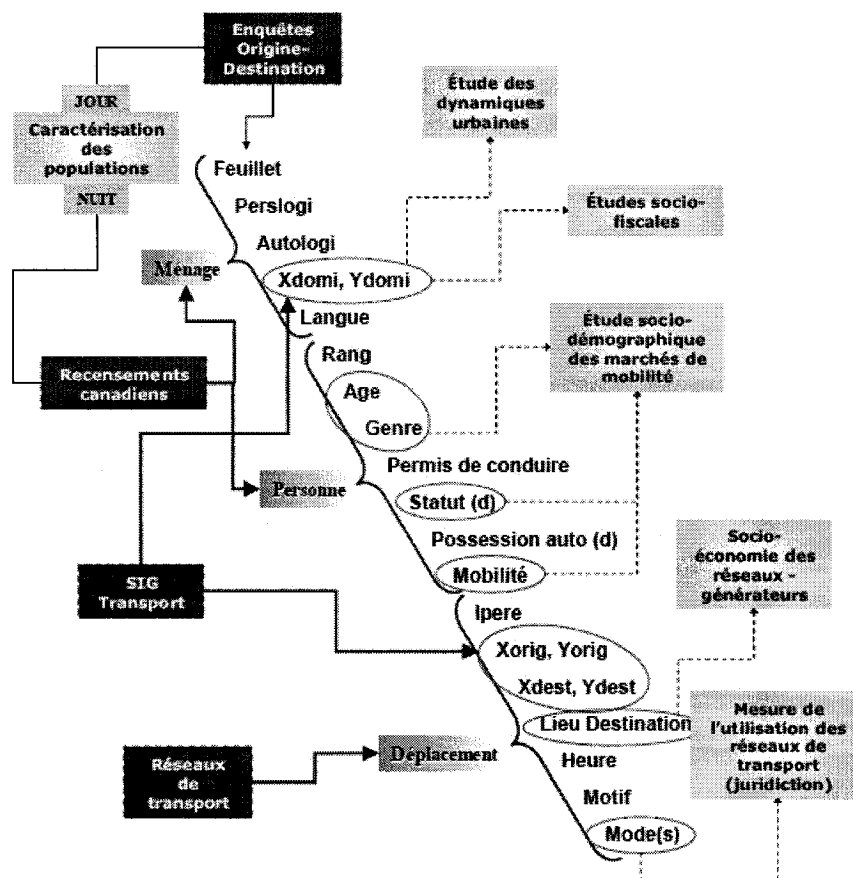 Enquêtes
Origine-
Destination
JOUR
Caractérisation
des
populations
NUIT
Étude des
dynamiques
urbaines
Feuillet
Perslogi
Autologi
Xdomi, Ydomi
Langue
Ménage
Études socio-
fiscales
Recensements
canadiens
Étude socio-
démographique
des marchés de
mobilité
Rang
Age
Genre
Permis de conduire
Statut (d)
Possession auto (d)
Mobilité
Personne
SIG
Transport
Socio-
économie des
réseaux -
générateurs
Ipere
Xorig, Yorig
Xdest, Ydest
Lieu Destination
Heure
Motif
Mode(s)
Déplacement
Réseaux
de
transport
Mesure de
l'utilisation des
réseaux de
transport
(juridiction)